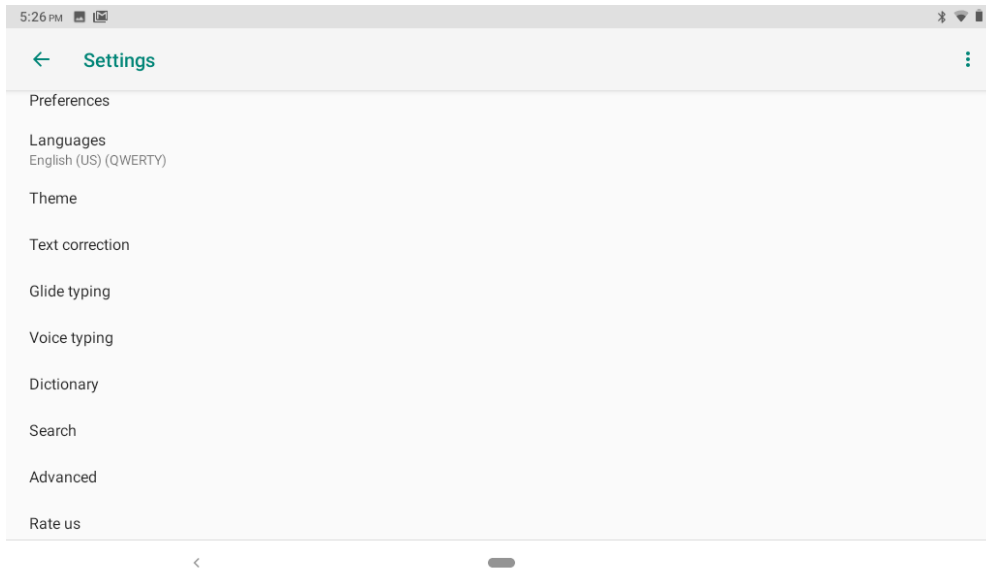 5:26 PM
Settings
Preferences
Languages
English (US) (QWERTY)
Theme
Text correction
Glide typing
Voice typing
Dictionary
Search
Advanced
Rate us